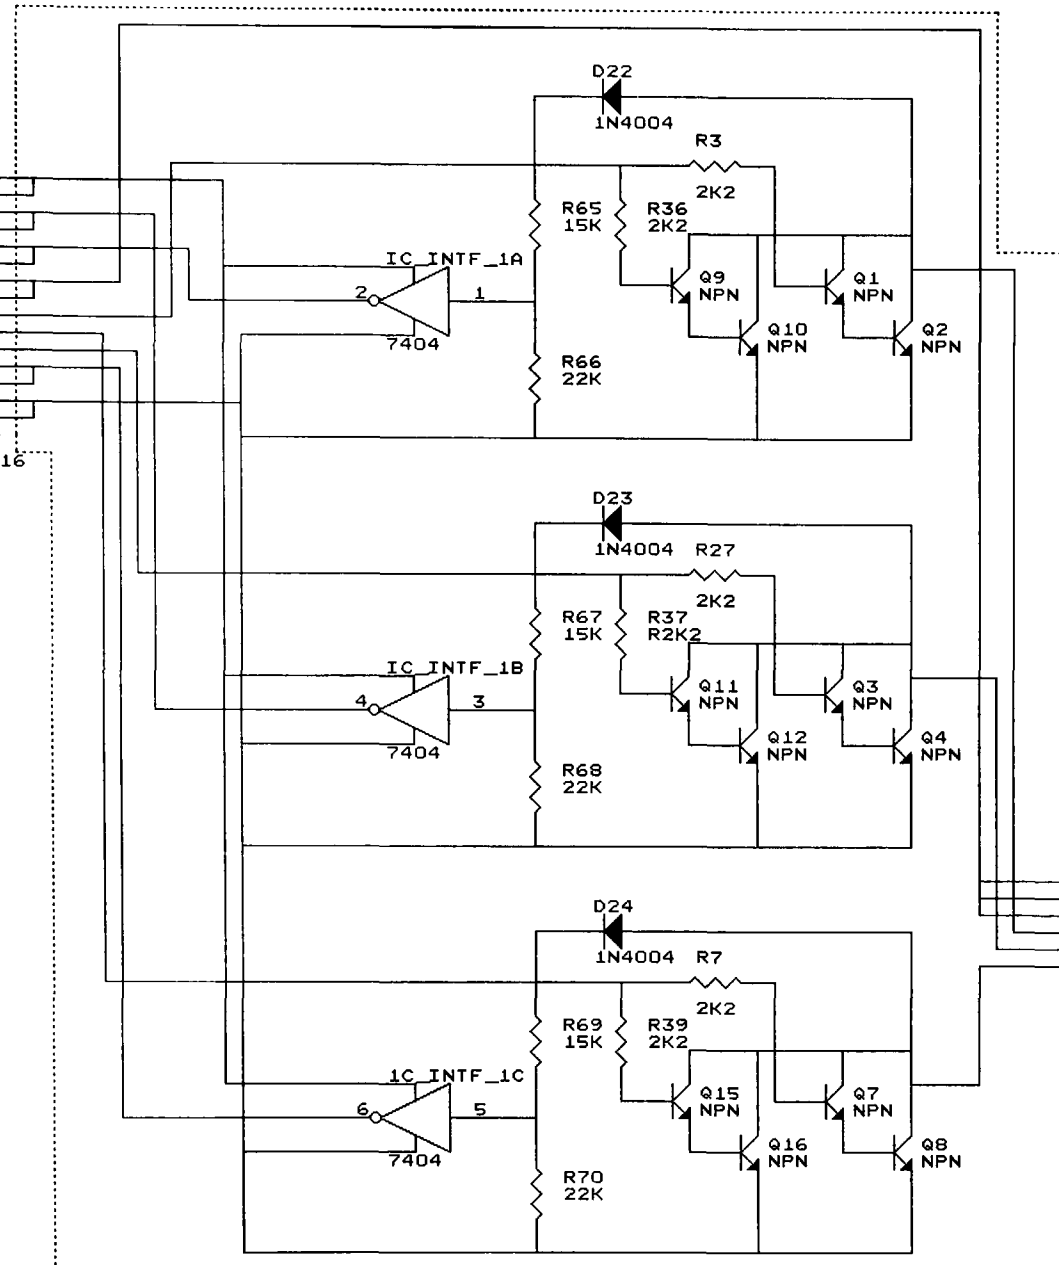 D22
1N4004
R3
2K2
R65
15K
R36
2K2
IC_INTF_1A
2
1
7404
Q9
NPN
Q1
NPN
Q10
NPN
Q2
NPN
R66
22K
16
D23
1N4004
R27
2K2
R67
15K
R37
R2K2
IC_INTF_1B
4
3
7404
Q11
NPN
Q3
NPN
Q12
NPN
Q4
NPN
R68
22K
D24
1N4004
R7
2K2
R69
15K
R39
2K2
1C_INTF_1C
6
5
7404
Q15
NPN
Q7
NPN
Q16
NPN
Q8
NPN
R70
22K